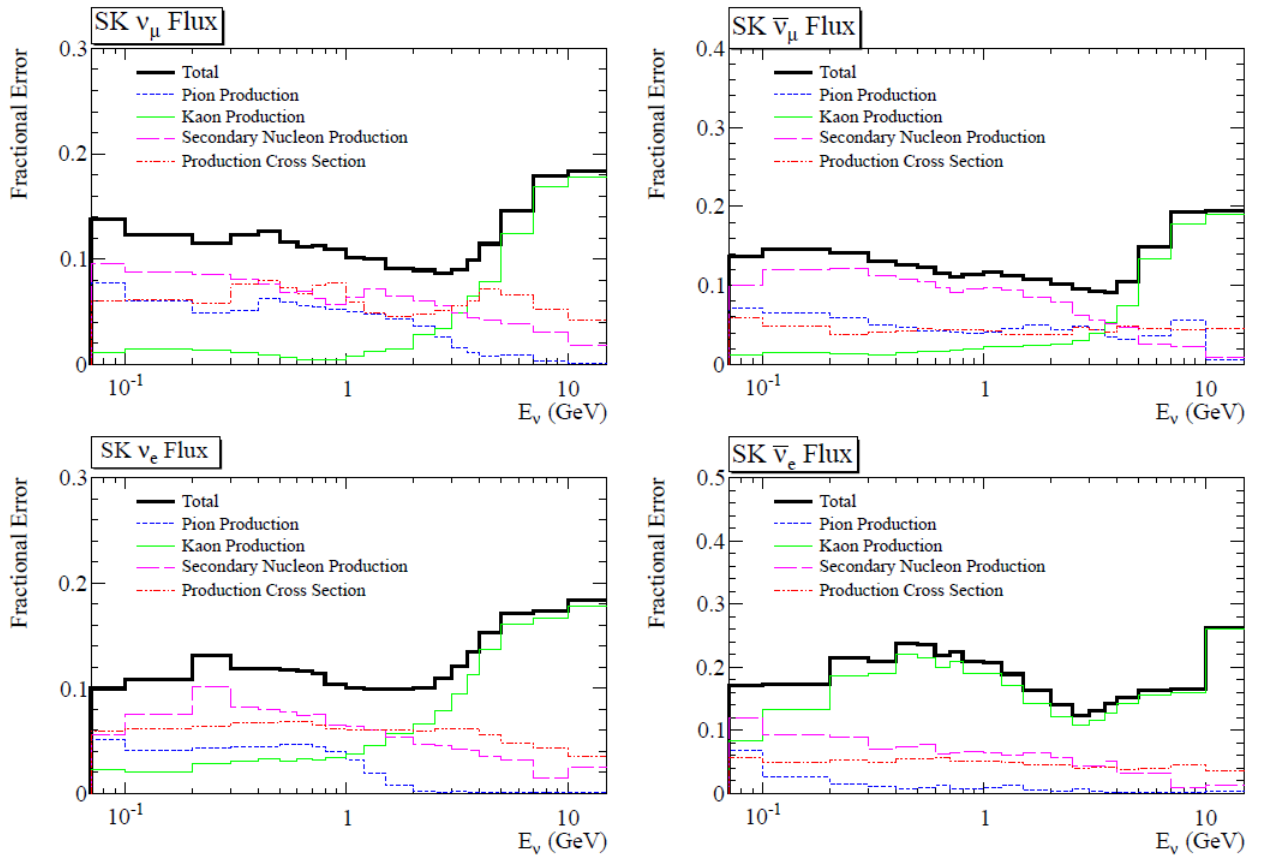 SK νμ Flux
Fractional Error
0.3
0.2
0.1
0
Total
Pion Production
Kaon Production
Secondary Nucleon Production
Production Cross Section
10⁻¹
1
10
Eν (GeV)
SK ν̅μ Flux
Fractional Error
0.4
0.3
0.2
0.1
0
Total
Pion Production
Kaon Production
Secondary Nucleon Production
Production Cross Section
10⁻¹
1
10
Eν (GeV)
SK νe Flux
Fractional Error
0.3
0.2
0.1
0
Total
Pion Production
Kaon Production
Secondary Nucleon Production
Production Cross Section
10⁻¹
1
10
Eν (GeV)
SK ν̅e Flux
Fractional Error
0.5
0.4
0.3
0.2
0.1
0
Total
Pion Production
Kaon Production
Secondary Nucleon Production
Production Cross Section
10⁻¹
1
10
Eν (GeV)